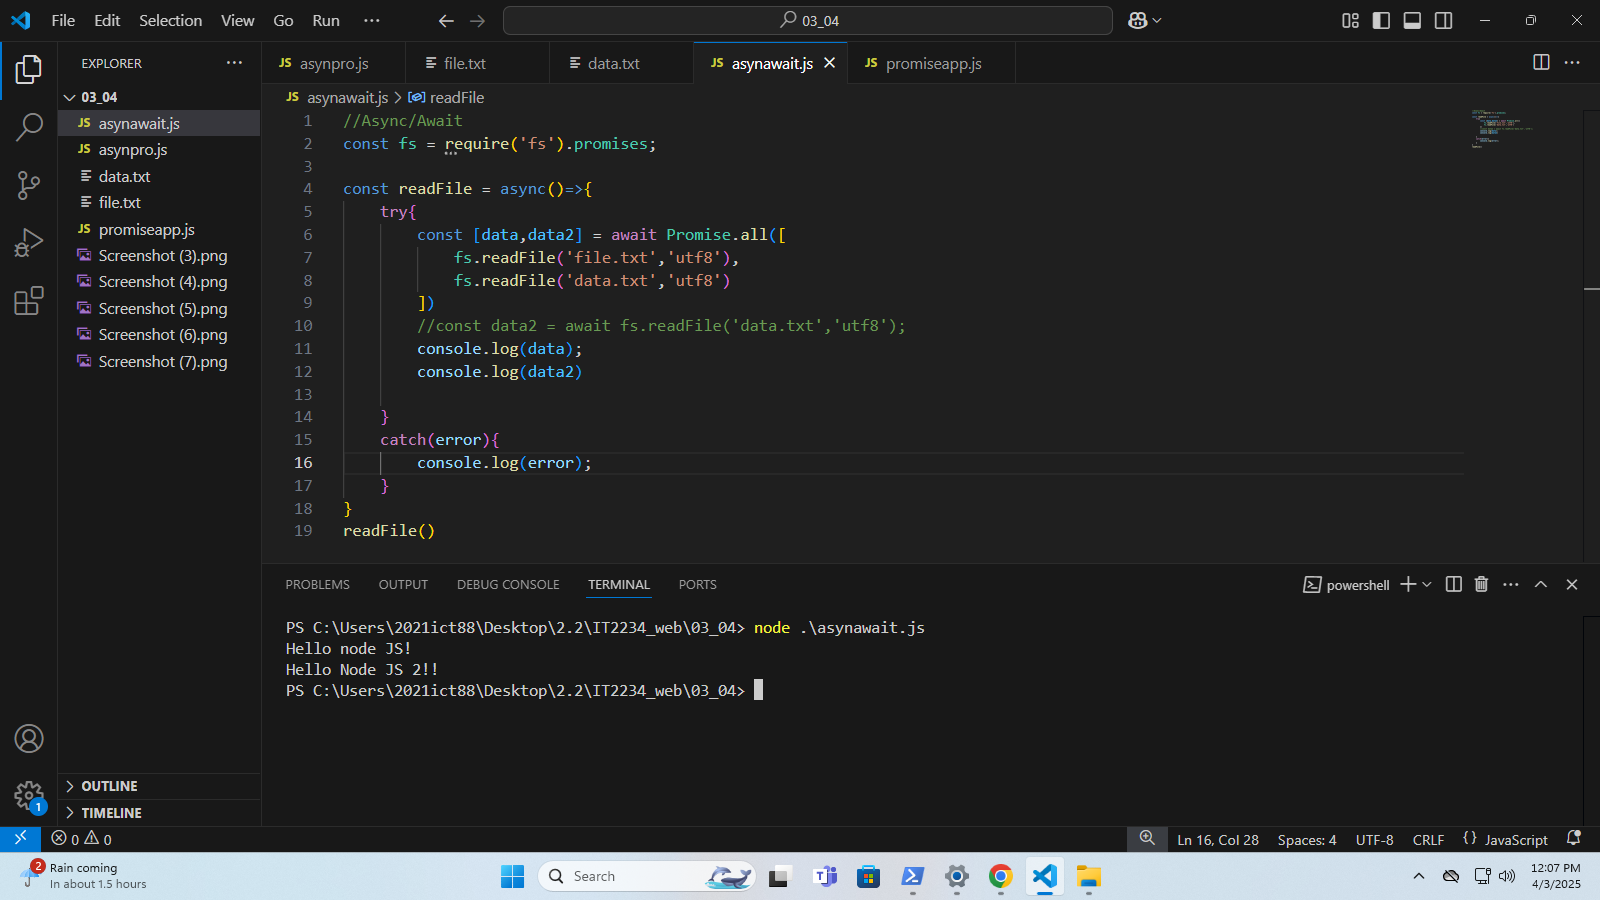 File Edit Selection View Go Run ··· 03_04
EXPLORER ···
03_04
JS asynawait.js
JS asynpro.js
data.txt
file.txt
JS promiseapp.js
Screenshot (3).png
Screenshot (4).png
Screenshot (5).png
Screenshot (6).png
Screenshot (7).png
OUTLINE
TIMELINE
1
JS asynpro.js file.txt data.txt JS asynawait.js JS promiseapp.js
JS asynawait.js > readFile
1 //Async/Await
2 const fs = require('fs').promises;
3
4 const readFile = async()=>{
5 try{
6 const [data,data2] = await Promise.all([
7 fs.readFile('file.txt','utf8'),
8 fs.readFile('data.txt','utf8')
9 ])
10 //const data2 = await fs.readFile('data.txt','utf8');
11 console.log(data);
12 console.log(data2)
13
14 }
15 catch(error){
16 console.log(error);
17 }
18 }
19 readFile()
PROBLEMS OUTPUT DEBUG CONSOLE TERMINAL PORTS powershell
PS C:\Users\2021ict88\Desktop\2.2\IT2234_web\03_04> node .\asynawait.js
Hello node JS!
Hello Node JS 2!!
PS C:\Users\2021ict88\Desktop\2.2\IT2234_web\03_04>
0 0 Ln 16, Col 28 Spaces: 4 UTF-8 CRLF {} JavaScript
2 Rain coming
In about 1.5 hours
Search
12:07 PM
4/3/2025